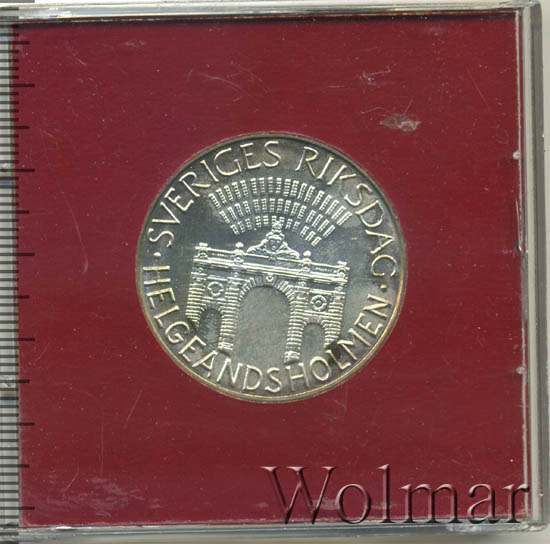 · SVERIGES RIKSDAG ·
HELGEANDSHOLMEN
Wolmar